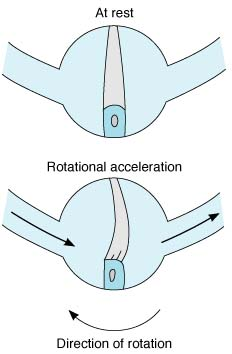 At rest
Rotational acceleration
Direction of rotation